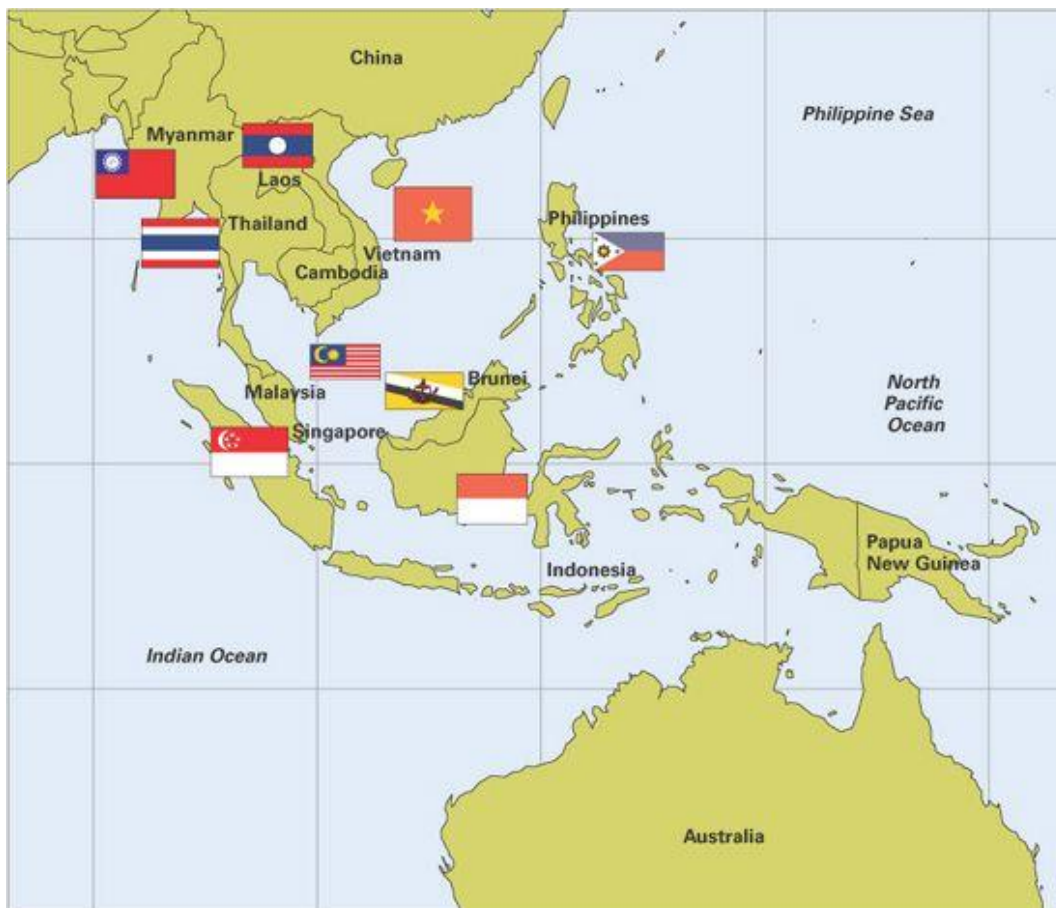 China
Philippine Sea
Myanmar
Laos
Thailand
Philippines
Vietnam
Cambodia
Brunei
Malaysia
North
Pacific
Ocean
Singapore
Papua
New Guinea
Indonesia
Indian Ocean
Australia